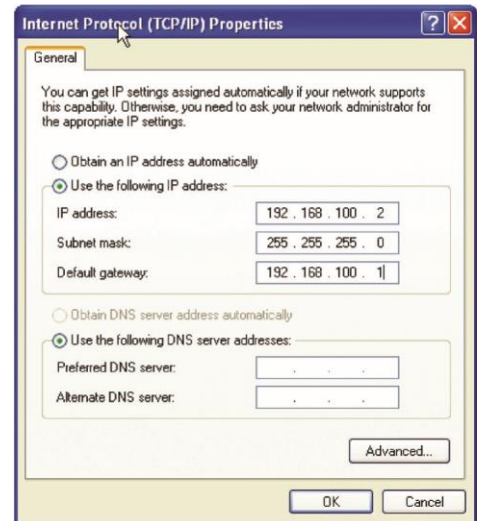 Internet Protocol (TCP/IP) Properties
General
You can get IP settings assigned automatically if your network supports
this capability. Otherwise, you need to ask your network administrator for
the appropriate IP settings.
Obtain an IP address automatically
Use the following IP address:
IP address: 192 . 168 . 100 . 2
Subnet mask: 255 . 255 . 255 . 0
Default gateway: 192 . 168 . 100 . 1
Obtain DNS server address automatically
Use the following DNS server addresses:
Preferred DNS server: . . .
Alternate DNS server: . . .
Advanced...
OK Cancel